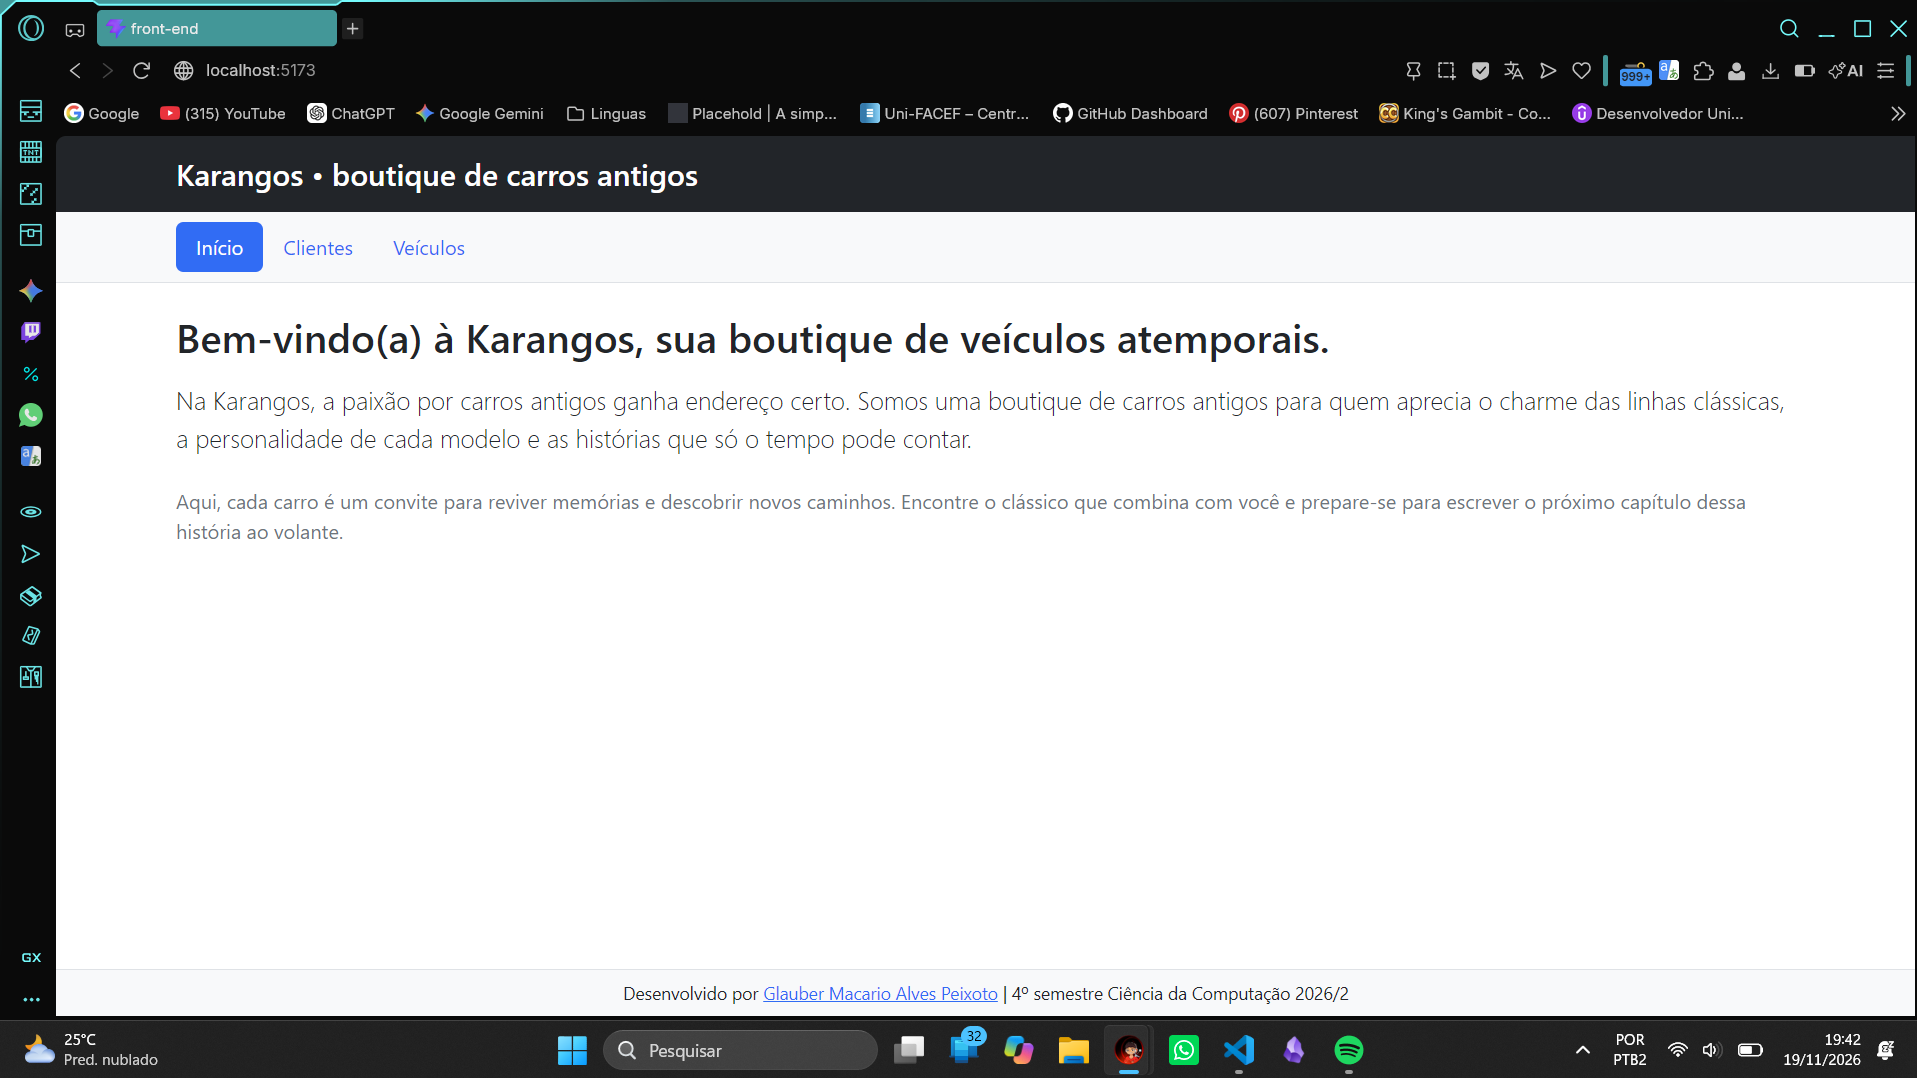 front-end
localhost:5173
999+
AI
Google
(315) YouTube
ChatGPT
Google Gemini
Linguas
Placehold | A simp...
Uni-FACEF – Centr...
GitHub Dashboard
(607) Pinterest
King's Gambit - Co...
Desenvolvedor Uni...
TNT
Karangos • boutique de carros antigos
Início
Clientes
Veículos
Bem-vindo(a) à Karangos, sua boutique de veículos atemporais.
Na Karangos, a paixão por carros antigos ganha endereço certo. Somos uma boutique de carros antigos para quem aprecia o charme das linhas clássicas,
a personalidade de cada modelo e as histórias que só o tempo pode contar.
Aqui, cada carro é um convite para reviver memórias e descobrir novos caminhos. Encontre o clássico que combina com você e prepare-se para escrever o próximo capítulo dessa
história ao volante.
GX
Desenvolvido por Glauber Macario Alves Peixoto | 4º semestre Ciência da Computação 2026/2
25°C
Pred. nublado
Pesquisar
32
POR
PTB2
19:42
19/11/2026